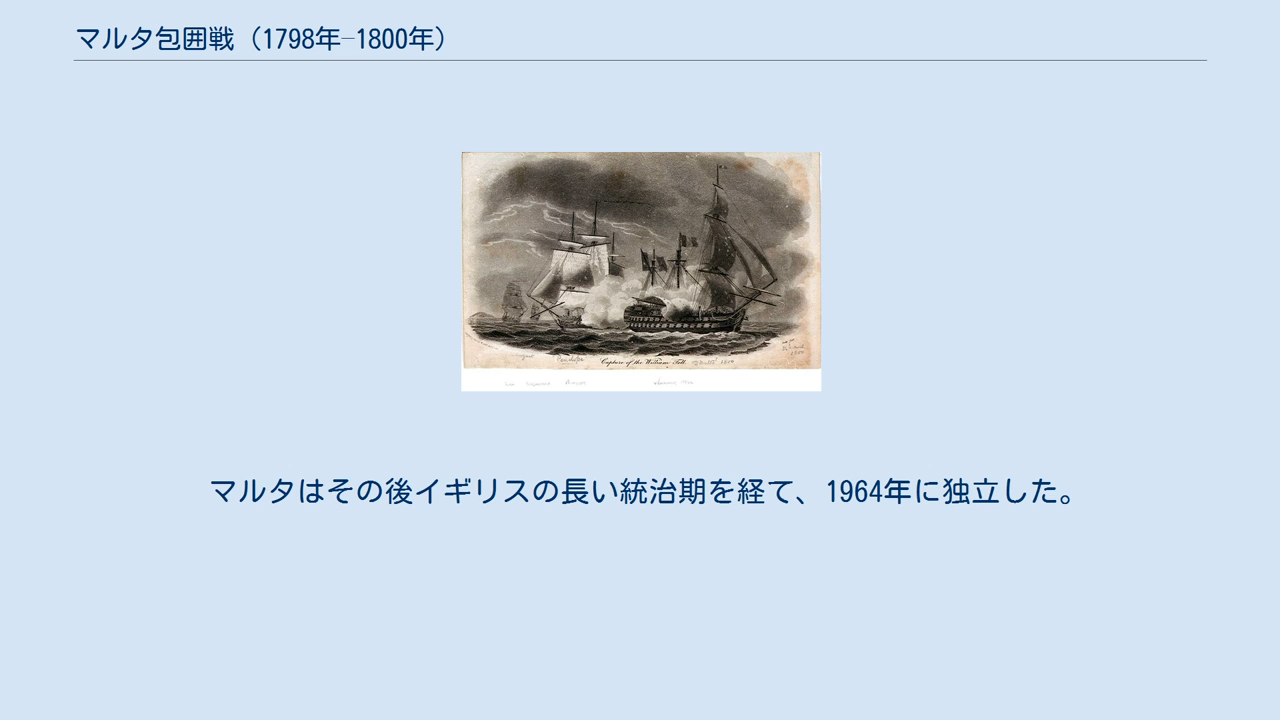 マルタ包囲戦（1798年–1800年）
Capture of the William Tell
マルタはその後イギリスの長い統治期を経て、1964年に独立した。